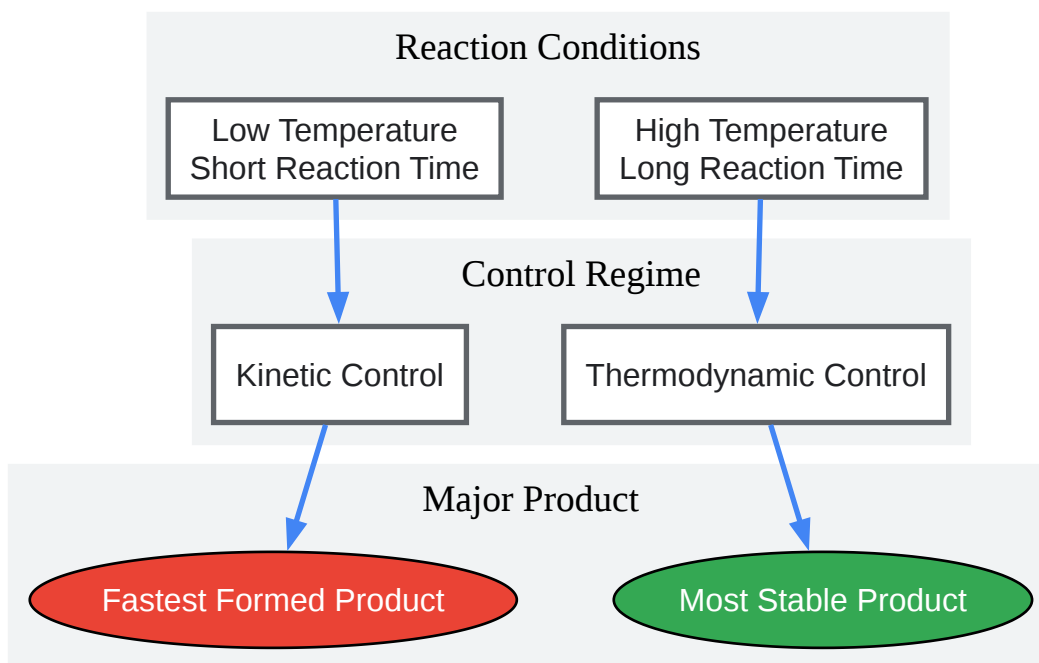 Reaction Conditions
Low Temperature
Short Reaction Time
High Temperature
Long Reaction Time
Control Regime
Kinetic Control
Thermodynamic Control
Major Product
Fastest Formed Product
Most Stable Product